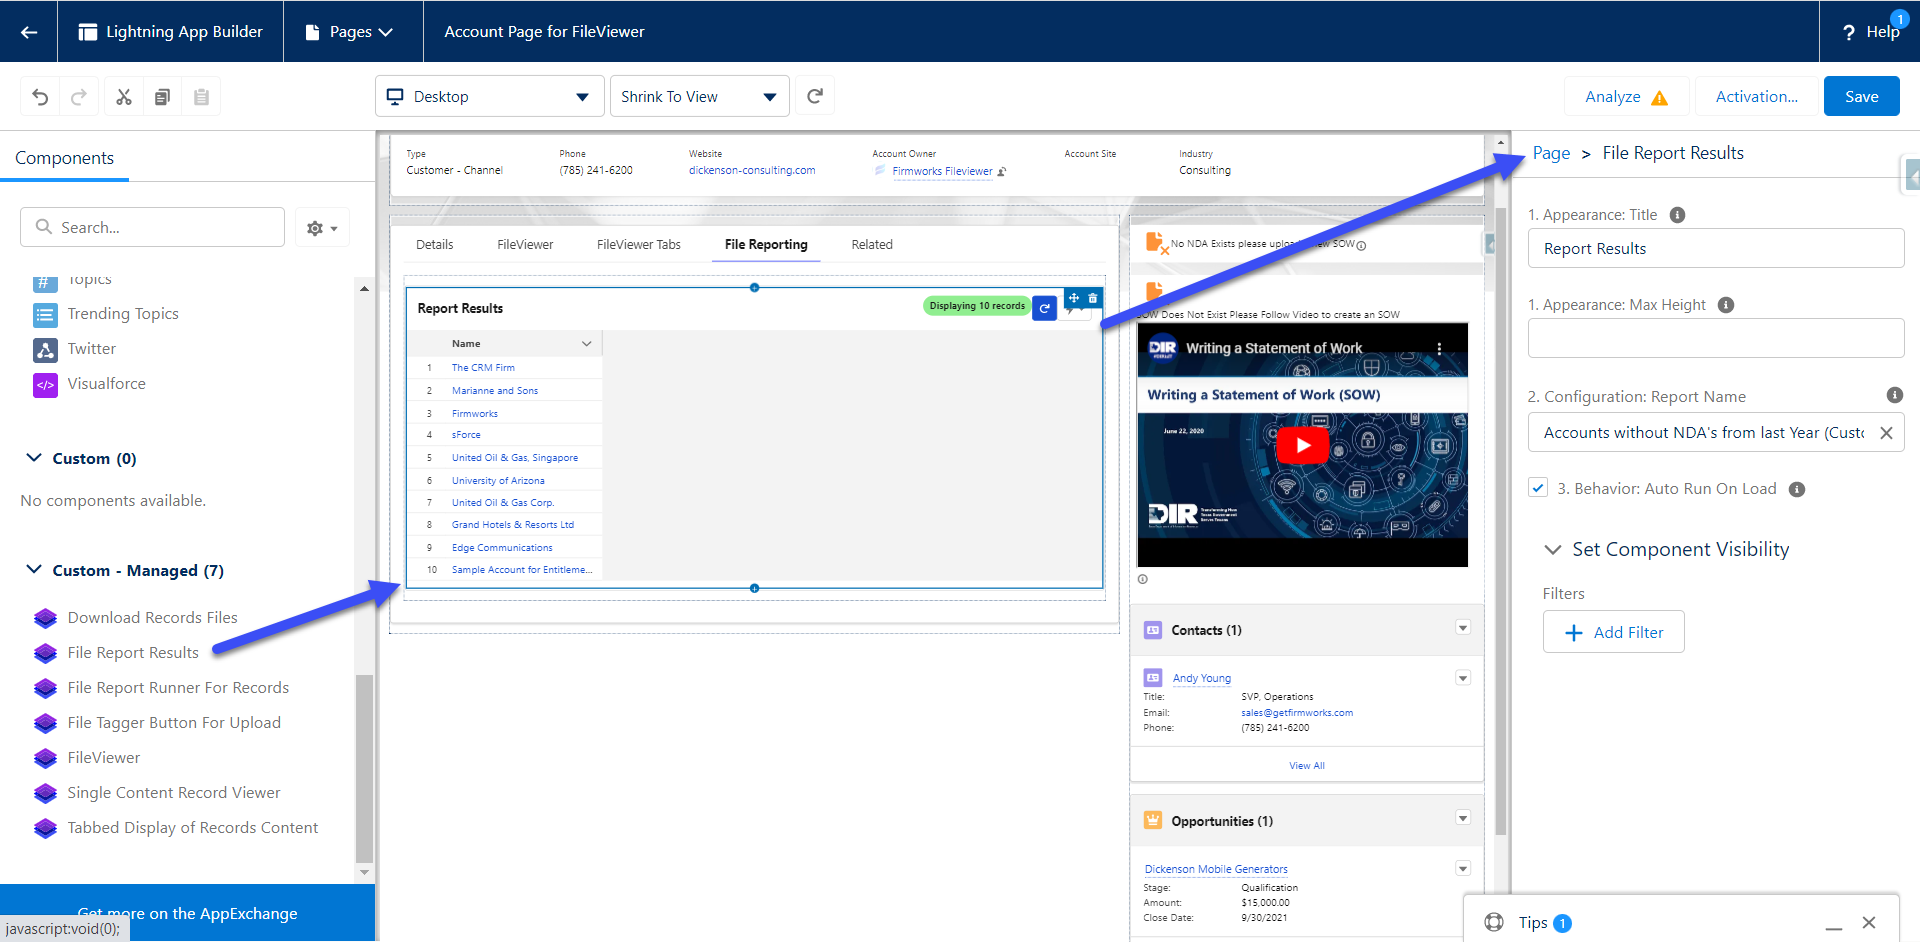 Lightning App Builder
Pages
Account Page for FileViewer
? Help
1
Desktop
Shrink To View
Analyze
Activation...
Save
Components
Search...
Topics
Trending Topics
Twitter
Visualforce
Custom (0)
No components available.
Custom - Managed (7)
Download Records Files
File Report Results
File Report Runner For Records
File Tagger Button For Upload
FileViewer
Single Content Record Viewer
Tabbed Display of Records Content
Get more on the AppExchange
javascript:void(0);
Type
Customer - Channel
Phone
(785) 241-6200
Website
dickenson-consulting.com
Account Owner
Firmworks Fileviewer
Account Site
Industry
Consulting
Details
FileViewer
FileViewer Tabs
File Reporting
Related
Report Results
Displaying 10 records
Name
1 The CRM Firm
2 Marianne and Sons
3 Firmworks
4 sForce
5 United Oil & Gas, Singapore
6 University of Arizona
7 United Oil & Gas Corp.
8 Grand Hotels & Resorts Ltd
9 Edge Communications
10 Sample Account for Entitleme...
No NDA Exists please upload SOW
SOW Does Not Exist Please Follow Video to create an SOW
DIR
Writing a Statement of Work
Writing a Statement of Work (SOW)
June 22, 2020
DIR
Transforming How
Texas Government
Serves Texans
Contacts (1)
Andy Young
Title: SVP, Operations
Email: sales@getfirmworks.com
Phone: (785) 241-6200
View All
Opportunities (1)
Dickenson Mobile Generators
Stage: Qualification
Amount: $15,000.00
Close Date: 9/30/2021
Page > File Report Results
1. Appearance: Title
Report Results
1. Appearance: Max Height
2. Configuration: Report Name
Accounts without NDA's from last Year (Custo
3. Behavior: Auto Run On Load
Set Component Visibility
Filters
+ Add Filter
Tips 1